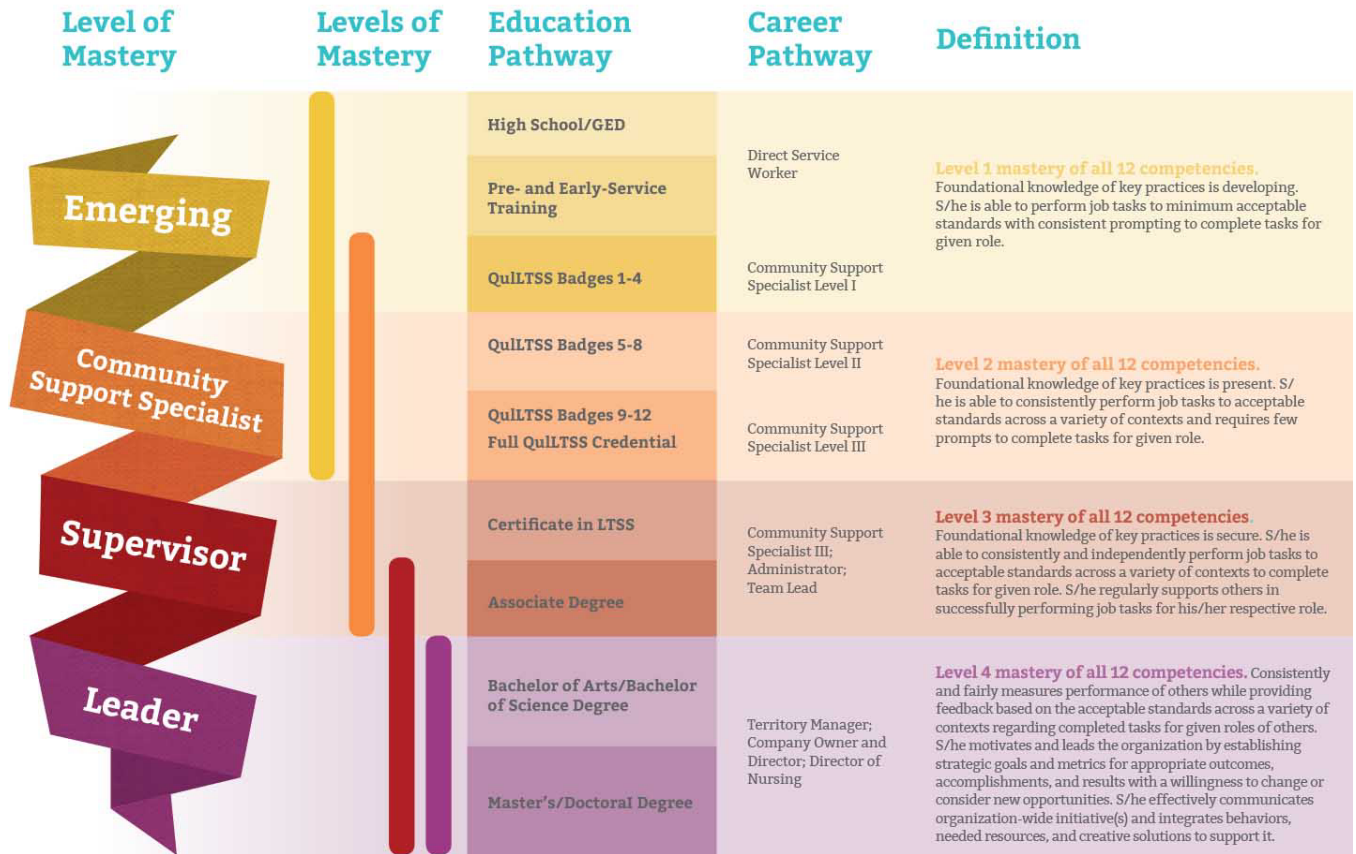 Level of
Mastery
Levels of
Mastery
Education
Pathway
Career
Pathway
Definition
Emerging
High School/GED
Pre- and Early-Service
Training
QuILTSS Badges 1-4
Direct Service
Worker
Community Support
Specialist Level I
Level 1 mastery of all 12 competencies.
Foundational knowledge of key practices is developing.
S/he is able to perform job tasks to minimum acceptable
standards with consistent prompting to complete tasks for
given role.
Community
Support Specialist
QuILTSS Badges 5-8
QuILTSS Badges 9-12
Full QuILTSS Credential
Community Support
Specialist Level II
Community Support
Specialist Level III
Level 2 mastery of all 12 competencies.
Foundational knowledge of key practices is present. S/
he is able to consistently perform job tasks to acceptable
standards across a variety of contexts and requires few
prompts to complete tasks for given role.
Supervisor
Certificate in LTSS
Associate Degree
Community Support
Specialist III;
Administrator;
Team Lead
Level 3 mastery of all 12 competencies.
Foundational knowledge of key practices is secure. S/he is
able to consistently and independently perform job tasks to
acceptable standards across a variety of contexts to complete
tasks for given role. S/he regularly supports others in
successfully performing job tasks for his/her respective role.
Leader
Bachelor of Arts/Bachelor
of Science Degree
Master's/Doctoral Degree
Territory Manager;
Company Owner and
Director; Director of
Nursing
Level 4 mastery of all 12 competencies. Consistently
and fairly measures performance of others while providing
feedback based on the acceptable standards across a variety of
contexts regarding completed tasks for given roles of others.
S/he motivates and leads the organization by establishing
strategic goals and metrics for appropriate outcomes,
accomplishments, and results with a willingness to change or
consider new opportunities. S/he effectively communicates
organization-wide initiative(s) and integrates behaviors,
needed resources, and creative solutions to support it.